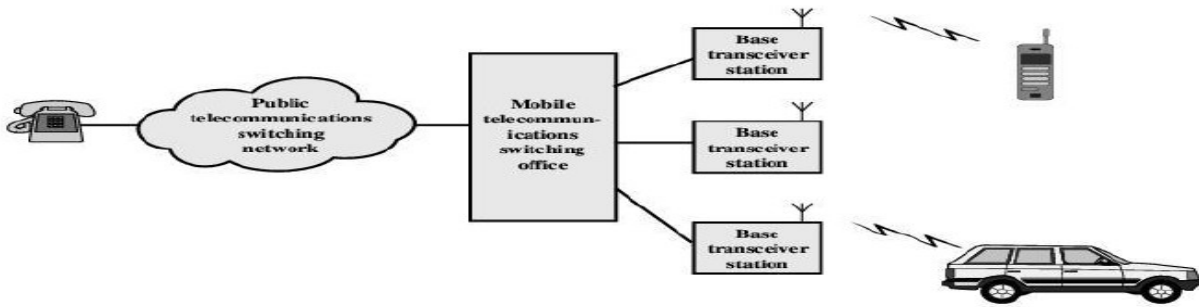 Public
telecommunications
switching
network
Mobile
telecommun-
ications
switching
office
Base
transceiver
station
Base
transceiver
station
Base
transceiver
station